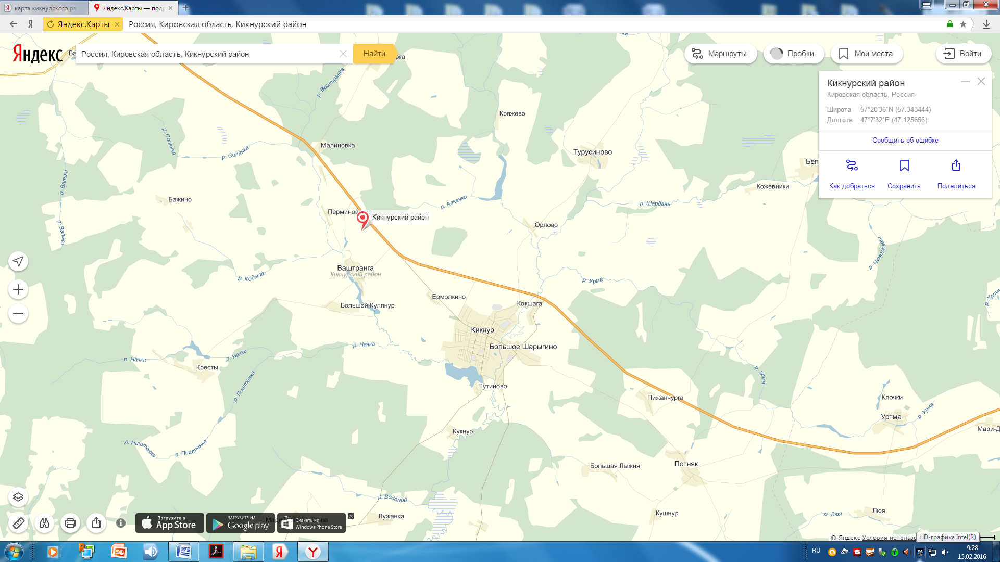 карта кикнурского ра
Яндекс.Карты — подр
Яндекс.Карты
Россия, Кировская область, Кикнурский район
Яндекс
Россия, Кировская область, Кикнурский район
Найти
Маршруты
Пробки
Мои места
Войти
Кикнурский район
Кировская область, Россия
Широта 57°20'36"N (57.343444)
Долгота 47°7'32"E (47.125656)
Сообщить об ошибке
Как добраться
Сохранить
Поделиться
р. Ваштранга
Кряжево
р. Солянка
р. Солянка
Малиновка
Турусиново
Бел
Кожевники
р. Валька
р. Валька
Бажино
р. Алканка
р. Шардань
Кикнурский район
Орлово
р. Чумоска
Ваштранга
Кикнурский район
р. Кобыла
р. Урма
Ермолкино
Большой Кулянур
Кокшага
р. Уртм
Кикнур
Большое Шарыгино
р. Начка
р. Начка
р. Начка
Кресты
р. Пиштанка
р. Урма
Путиново
Пижанчурга
Клочки
Уртма
р. Урма
Мари-Д
Кукнур
р. Пиштанка
р. Пиштанка
Потняк
Большая Лыжня
р. Водопой
Лужанка
Кушнур
Люя
р. Люя
Загрузите в
App Store
ЗАГРУЗИТЕ НА
Google play
Скачать из
Windows Phone Store
© Яндекс Условия использо
HD-графика Intel(R)
RU
9:28
15.02.2016